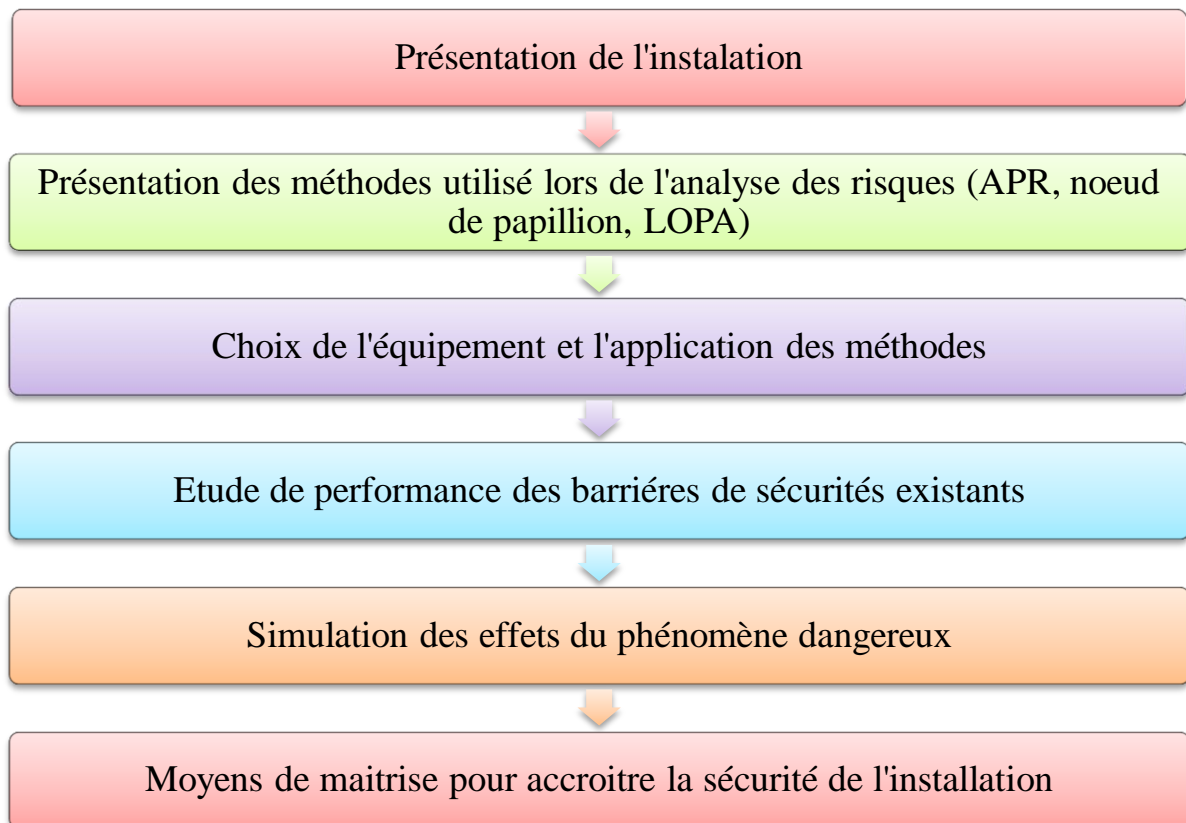 Présentation de l'instalation
Présentation des méthodes utilisé lors de l'analyse des risques (APR, noeud
de papillion, LOPA)
Choix de l'équipement et l'application des méthodes
Etude de performance des barriéres de sécurités existants
Simulation des effets du phénomène dangereux
Moyens de maitrise pour accroitre la sécurité de l'installation